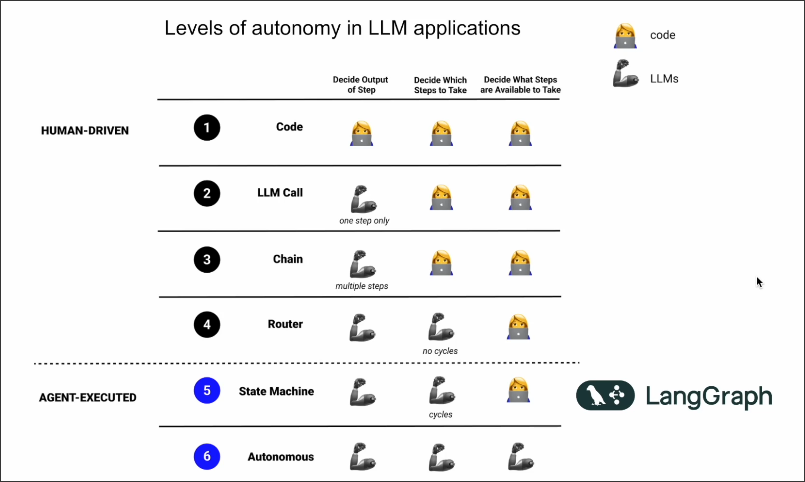 Levels of autonomy in LLM applications
code
LLMs
Decide Output
of Step
Decide Which
Steps to Take
Decide What Steps
are Available to Take
HUMAN-DRIVEN
1
Code
2
LLM Call
one step only
3
Chain
multiple steps
4
Router
no cycles
AGENT-EXECUTED
5
State Machine
cycles
LangGraph
6
Autonomous